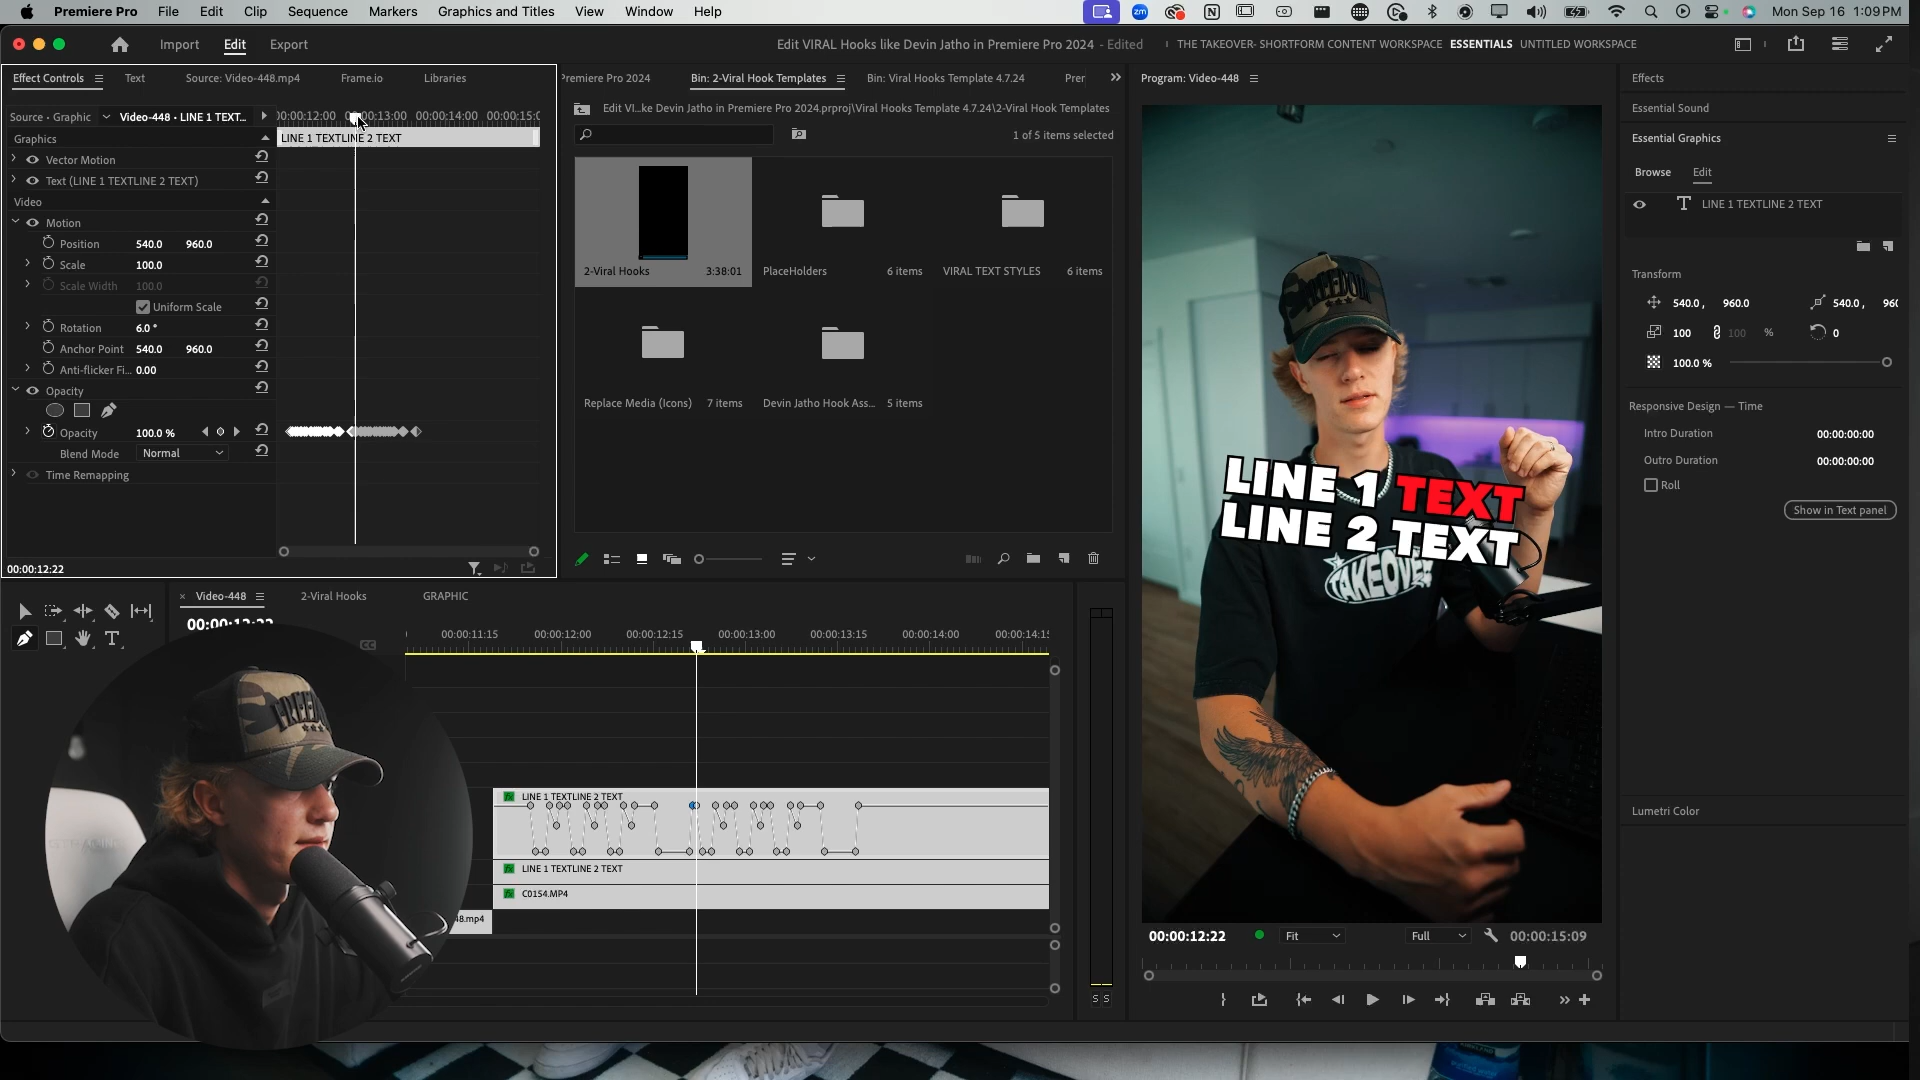 Premiere Pro File Edit Clip Sequence Markers Graphics and Titles View Window Help
Mon Sep 16 1:09 PM
Import Edit Export
Edit VIRAL Hooks like Devin Jatho in Premiere Pro 2024 - Edited
THE TAKEOVER- SHORTFORM CONTENT WORKSPACE ESSENTIALS UNTITLED WORKSPACE
Effect Controls Text Source: Video-448.mp4 Frame.io Libraries
Source • Graphic Video-448 • LINE 1 TEXT...
00:00:12:00 00:00:13:00 00:00:14:00
Graphics
LINE 1 TEXTLINE 2 TEXT
Vector Motion
Text (LINE 1 TEXTLINE 2 TEXT)
Video
Motion
Position 540.0 960.0
Scale 100.0
Scale Width 100.0
Uniform Scale
Rotation 6.0 °
Anchor Point 540.0 960.0
Anti-flicker Fi... 0.00
Opacity
Opacity 100.0 %
Blend Mode Normal
Time Remapping
00:00:12:22
Premiere Pro 2024 Bin: 2-Viral Hook Templates Bin: Viral Hooks Template 4.7.24 Prer
Edit VI...ke Devin Jatho in Premiere Pro 2024.prproj\Viral Hooks Template 4.7.24\2-Viral Hook Templates
1 of 5 items selected
2-Viral Hooks 3:38:01
PlaceHolders 6 items
VIRAL TEXT STYLES 6 items
Replace Media (Icons) 7 items
Devin Jatho Hook Ass... 5 items
Program: Video-448
FREEDOM
LINE 1 TEXT
LINE 2 TEXT
TAKEOVER
00:00:12:22 Fit Full 00:00:15:09
Effects
Essential Sound
Essential Graphics
Browse Edit
LINE 1 TEXTLINE 2 TEXT
Transform
540.0 , 960.0 540.0 , 960
100 100 % 0
100.0 %
Responsive Design — Time
Intro Duration 00:00:00:00
Outro Duration 00:00:00:00
Roll
Show in Text panel
Lumetri Color
Video-448 2-Viral Hooks GRAPHIC
00:00:11:15 00:00:12:00 00:00:12:15 00:00:13:00 00:00:13:15 00:00:14:00 00:00:14:15
LINE 1 TEXTLINE 2 TEXT
LINE 1 TEXTLINE 2 TEXT
C0154.MP4
48.mp4
S S